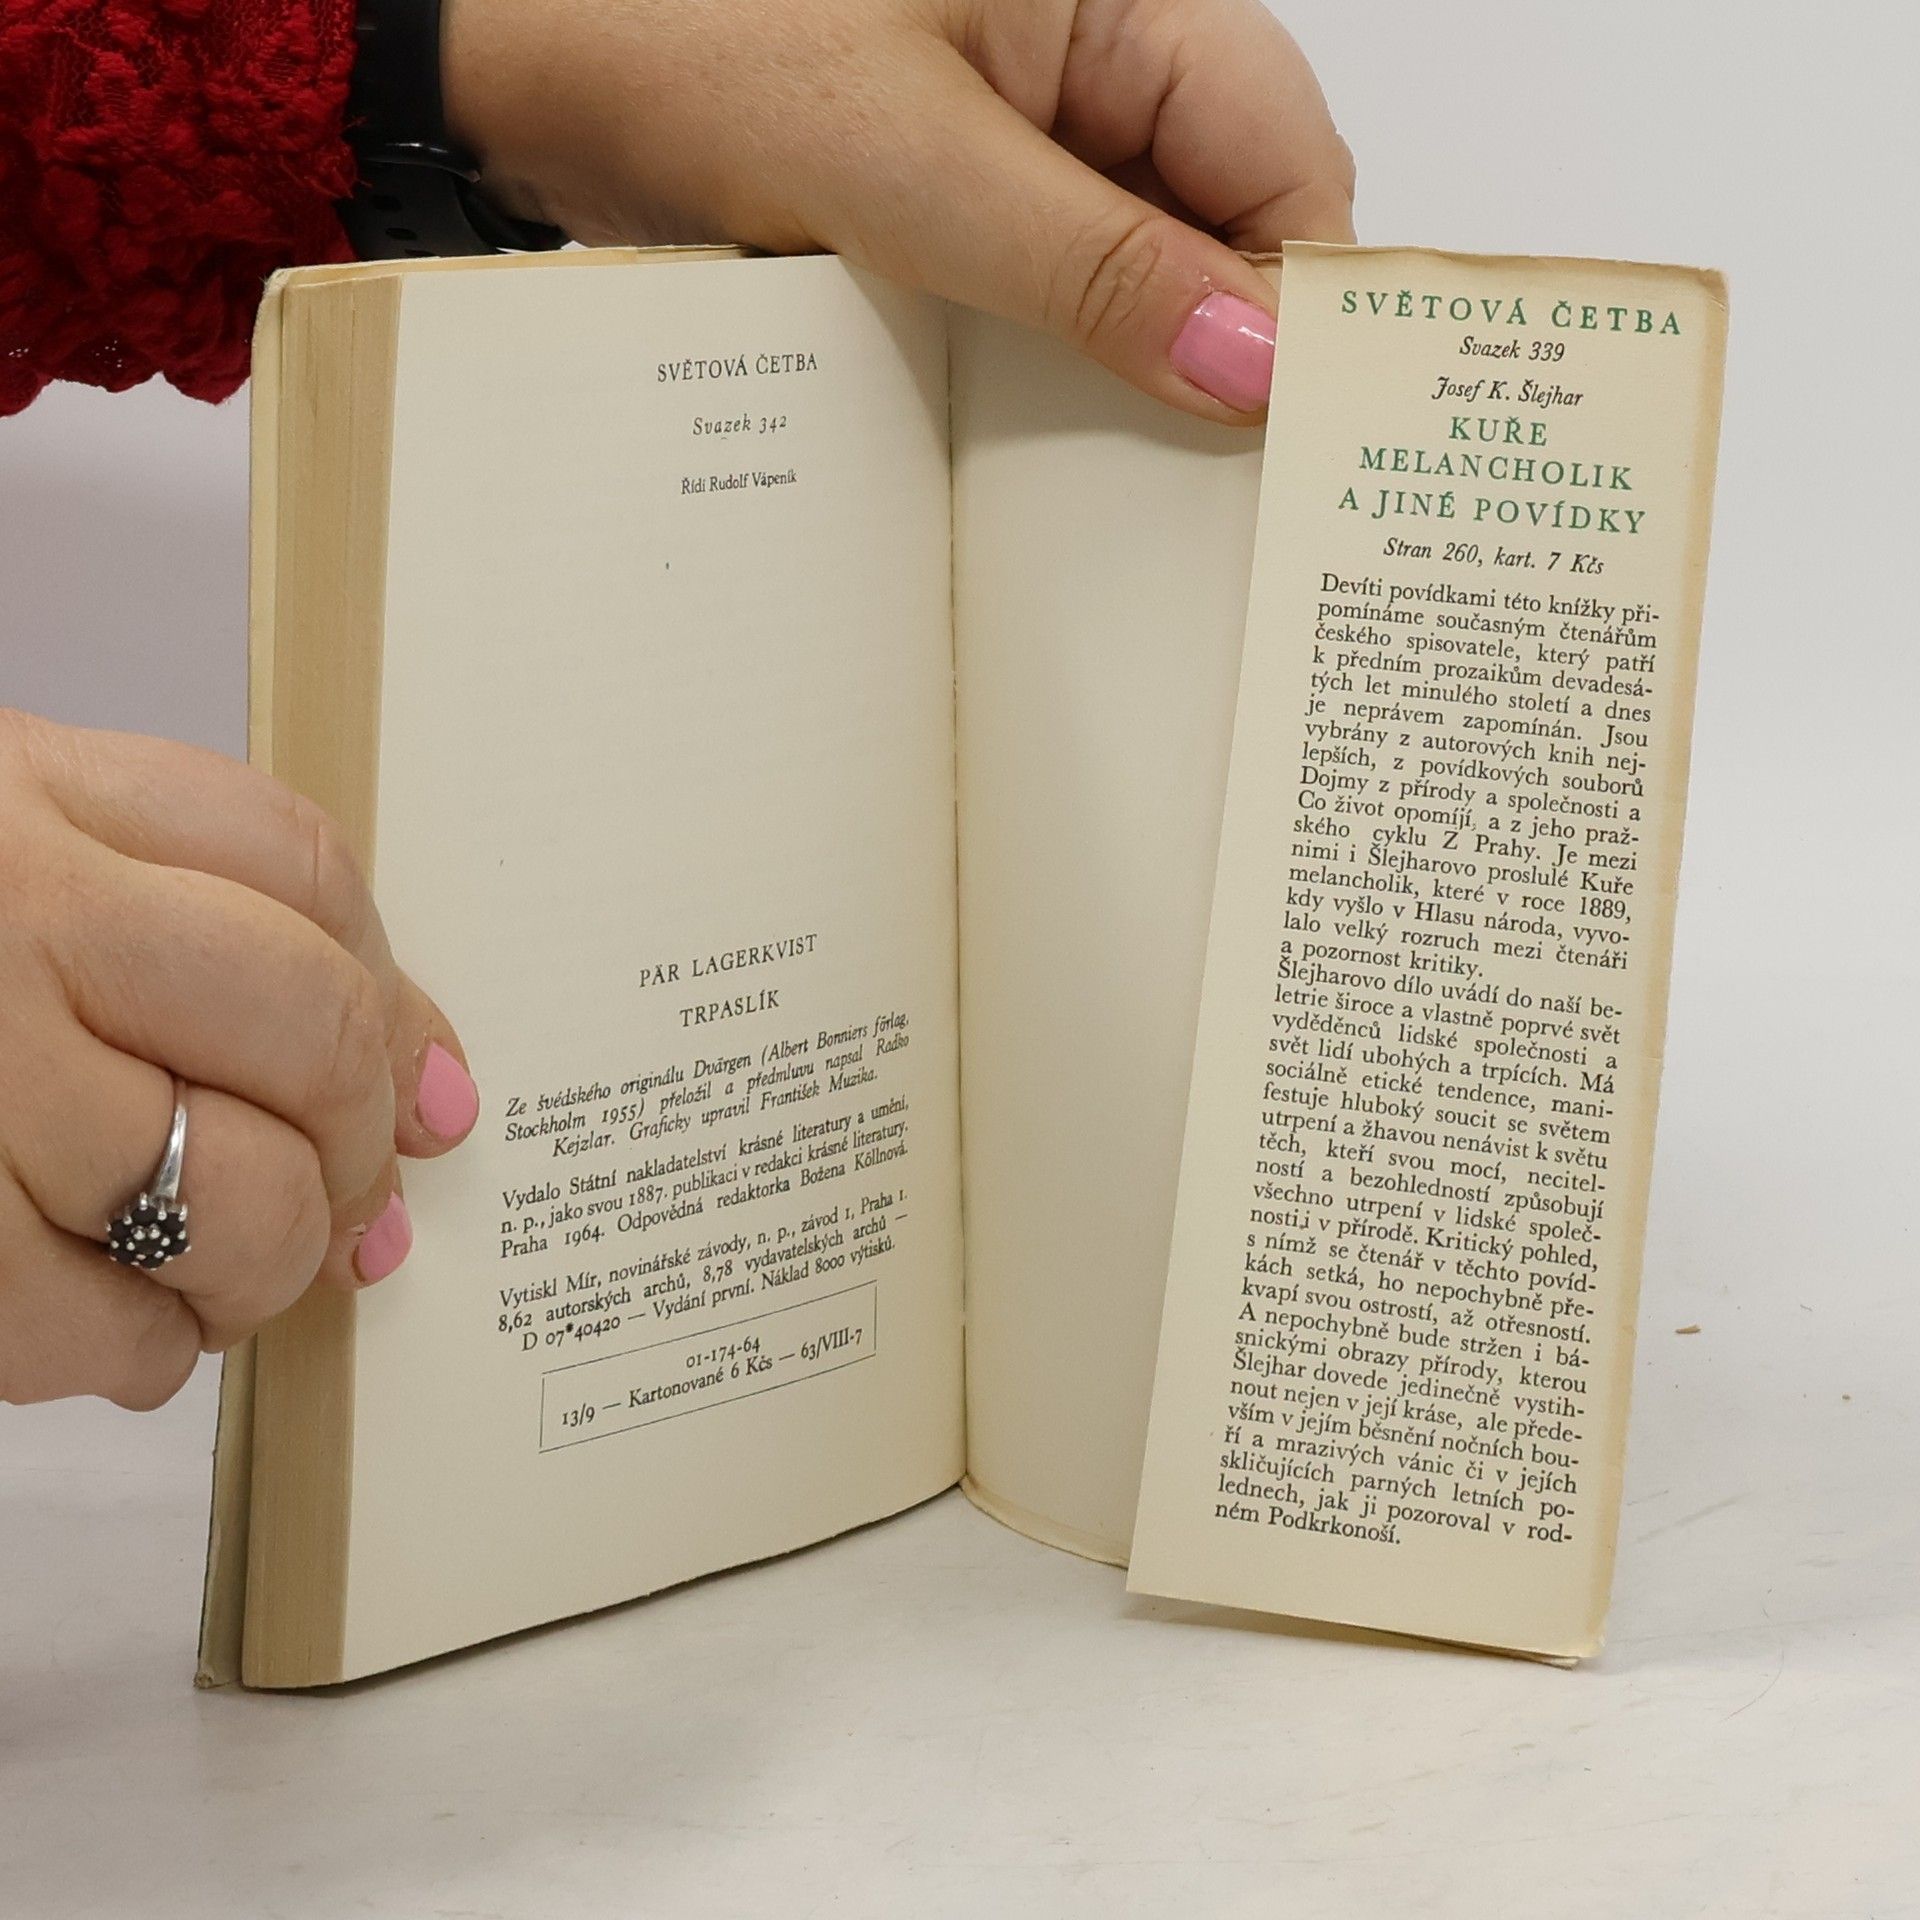 SVĚTOVÁ ČETBA
Svazek 342
Řídí Rudolf Vápeník
PÄR LAGERKVIST
TRPASLÍK
Ze švédského originálu Dvärgen (Albert Bonniers förlag,
Stockholm 1955) přeložil a předmluvu napsal Radko
Kejzlar. Graficky upravil František Muzika.
Vydalo Státní nakladatelství krásné literatury a umění,
n. p., jako svou 1887. publikaci v redakci krásné literatury.
Praha 1964. Odpovědná redaktorka Božena Köllnová.
Vytiskl Mír, novinářské závody, n. p., závod 1, Praha 1.
8,62 autorských archů, 8,78 vydavatelských archů —
D 07*40420 — Vydání první. Náklad 8000 výtisků.
01-174-64
13/9 — Kartonované 6 Kčs — 63/VIII-7
SVĚTOVÁ ČETBA
Svazek 339
Josef K. Šlejhar
KUŘE
MELANCHOLIK
A JINÉ POVÍDKY
Stran 260, kart. 7 Kčs
Devíti povídkami této knížky při-
pomínáme současným čtenářům
českého spisovatele, který patří
k předním prozaikům devadesá-
tých let minulého století a dnes
je neprávem zapomínán. Jsou
vybrány z autorových knih nej-
lepších, z povídkových souborů
Dojmy z přírody a společnosti a
Co život opomíjí, a z jeho praž-
ského cyklu Z Prahy. Je mezi
nimi i Šlejharovo proslulé Kuře
melancholik, které v roce 1889,
kdy vyšlo v Hlasu národa, vyvo-
lalo velký rozruch mezi čtenáři
a pozornost kritiky.
Šlejharovo dílo uvádí do naší be-
letrie široce a vlastně poprvé svět
vyděděnců lidské společnosti a
svět lidí ubohých a trpících. Má
sociálně etické tendence, mani-
festuje hluboký soucit se světem
utrpení a žhavou nenávist k světu
těch, kteří svou mocí, necitel-
ností a bezohledností způsobují
všechno utrpení v lidské společ-
nosti,i v přírodě. Kritický pohled,
s nímž se čtenář v těchto povíd-
kách setká, ho nepochybně pře-
kvapí svou ostrostí, až otřesností.
A nepochybně bude stržen i bá-
snickými obrazy přírody, kterou
Šlejhar dovede jedinečně vystih-
nout nejen v její kráse, ale přede-
vším v jejím běsnění nočních bou-
ří a mrazivých vánic či v jejích
skličujících parných letních po-
lednech, jak ji pozoroval v rod-
ném Podkrkonoší.